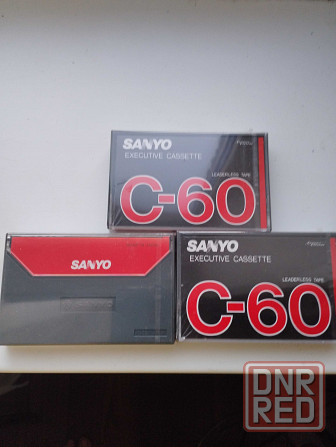 SANYO
EXECUTIVE CASSETTE
LEADERLESS TAPE
C-60
SANYO
SANYO
EXECUTIVE CASSETTE
LEADERLESS TAPE
C-60
DNR
RED